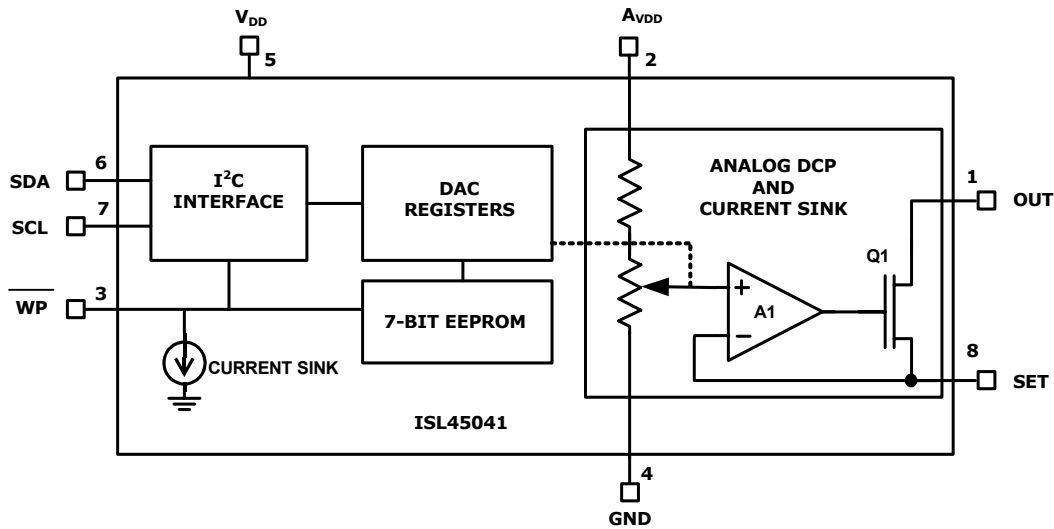 VDD
5
AVDD
2
SDA
6
SCL
7
WP
3
I2C
INTERFACE
DAC
REGISTERS
7-BIT EEPROM
CURRENT SINK
ANALOG DCP
AND
CURRENT SINK
A1
+
–
Q1
1
OUT
8
SET
ISL45041
4
GND